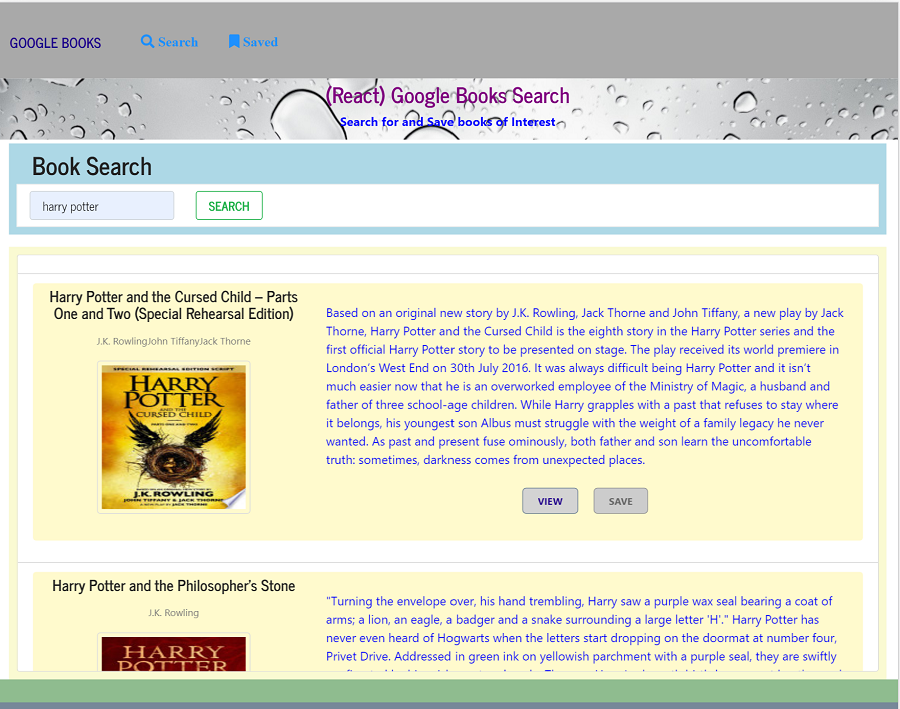 GOOGLE BOOKS
Search
Saved
(React) Google Books Search
Search for and Save books of Interest
Book Search
harry potter
SEARCH
Harry Potter and the Cursed Child – Parts
One and Two (Special Rehearsal Edition)
J.K. RowlingJohn TiffanyJack Thorne
SPECIAL REHEARSAL EDITION SCRIPT
HARRY
POTTER
AND THE
CURSED CHILD
PARTS ONE AND TWO
J.K.ROWLING
JOHN TIFFANY & JACK THORNE
A NEW PLAY BY JACK THORNE
Based on an original new story by J.K. Rowling, Jack Thorne and John Tiffany, a new play by Jack
Thorne, Harry Potter and the Cursed Child is the eighth story in the Harry Potter series and the
first official Harry Potter story to be presented on stage. The play received its world premiere in
London’s West End on 30th July 2016. It was always difficult being Harry Potter and it isn’t
much easier now that he is an overworked employee of the Ministry of Magic, a husband and
father of three school-age children. While Harry grapples with a past that refuses to stay where
it belongs, his youngest son Albus must struggle with the weight of a family legacy he never
wanted. As past and present fuse ominously, both father and son learn the uncomfortable
truth: sometimes, darkness comes from unexpected places.
VIEW
SAVE
Harry Potter and the Philosopher's Stone
J.K. Rowling
HARRY
POTTER
"Turning the envelope over, his hand trembling, Harry saw a purple wax seal bearing a coat of
arms; a lion, an eagle, a badger and a snake surrounding a large letter 'H'." Harry Potter has
never even heard of Hogwarts when the letters start dropping on the doormat at number four,
Privet Drive. Addressed in green ink on yellowish parchment with a purple seal, they are swiftly